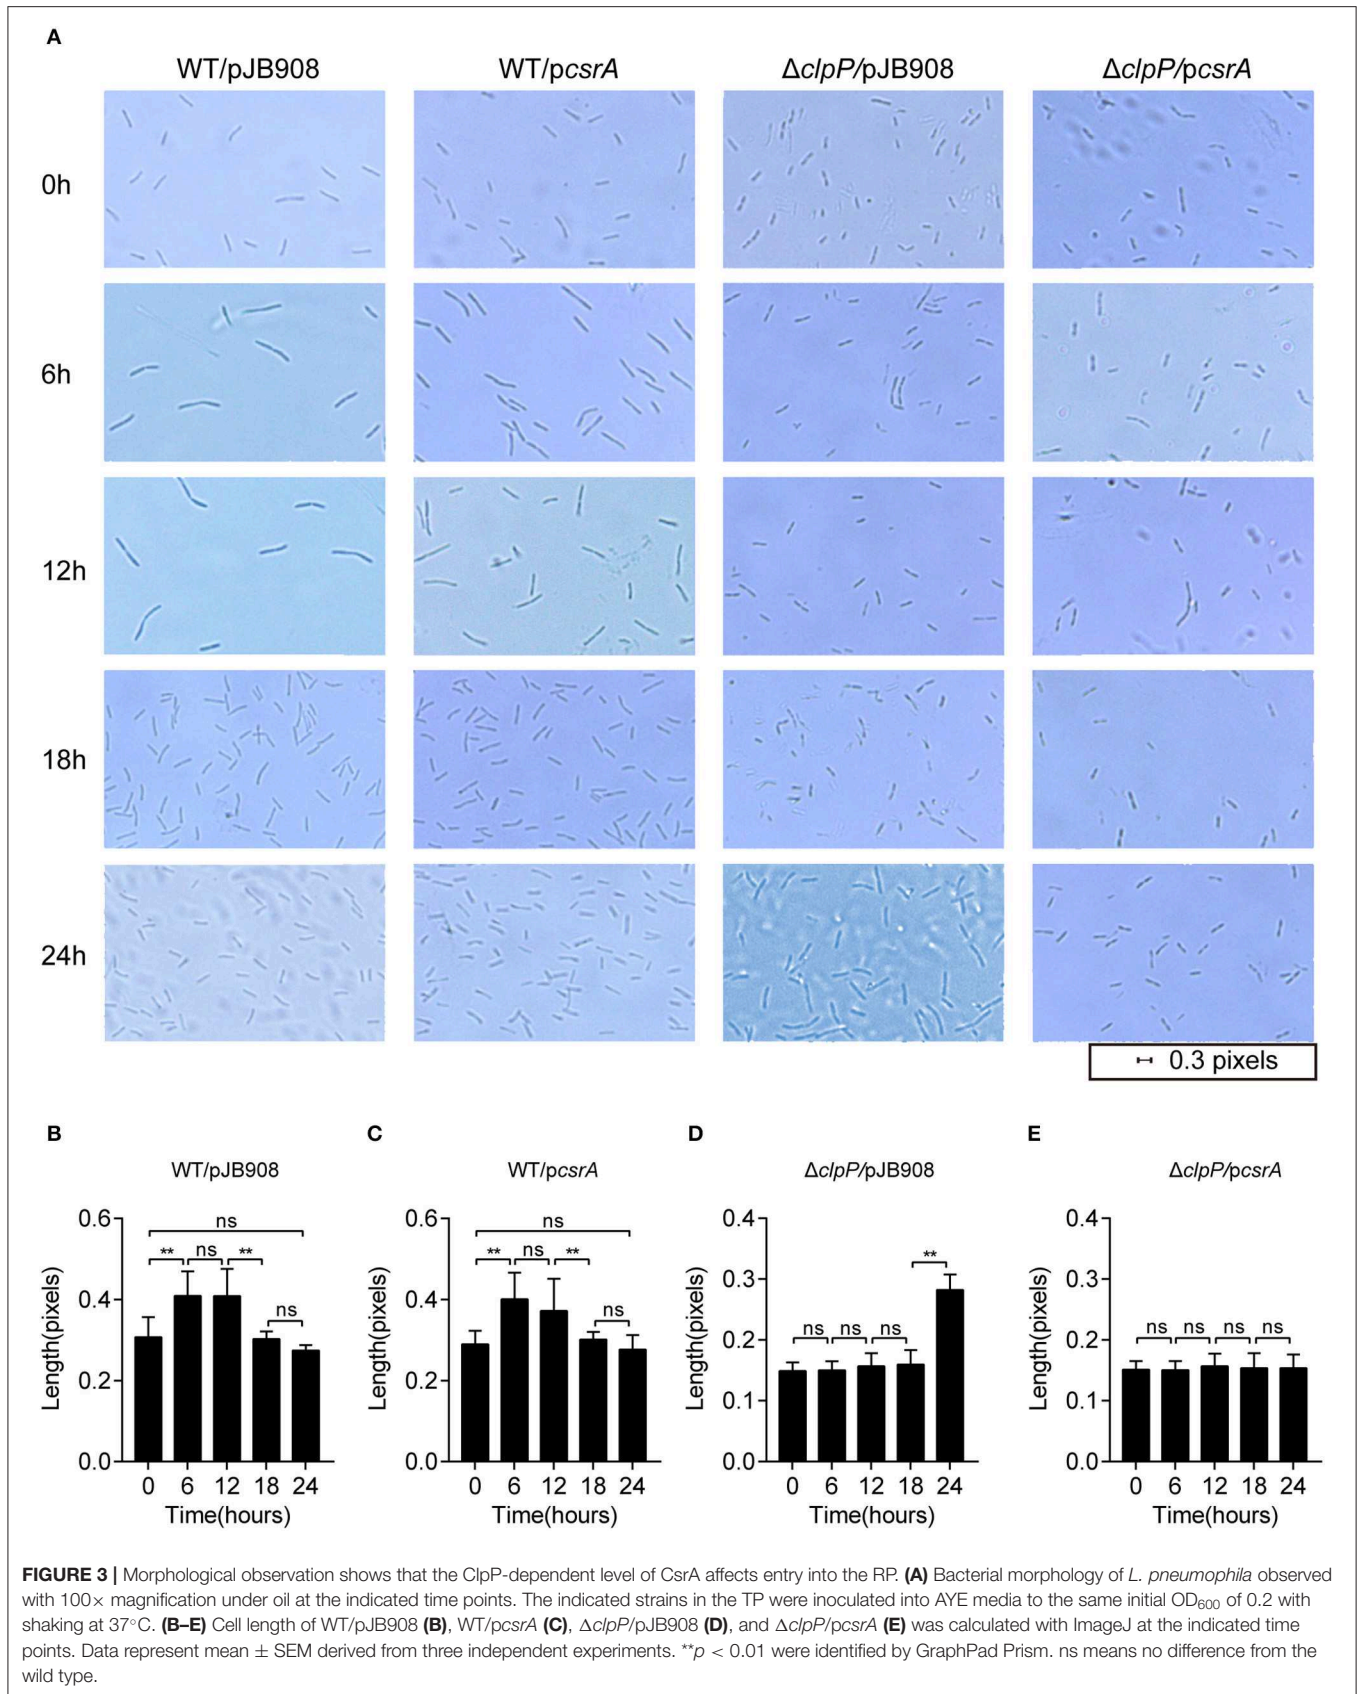 A
WT/pJB908
WT/pcsrA
ΔclpP/pJB908
ΔclpP/pcsrA
0h
6h
12h
18h
24h
0.3 pixels
B
WT/pJB908
Length(pixels)
0.6
0.4
0.2
0.0
ns
**
ns
**
ns
0 6 12 18 24
Time(hours)
C
WT/pcsrA
Length(pixels)
0.6
0.4
0.2
0.0
ns
**
ns
**
ns
0 6 12 18 24
Time(hours)
D
ΔclpP/pJB908
Length(pixels)
0.4
0.3
0.2
0.1
0.0
**
ns ns ns
0 6 12 18 24
Time(hours)
E
ΔclpP/pcsrA
Length(pixels)
0.4
0.3
0.2
0.1
0.0
ns ns ns ns
0 6 12 18 24
Time(hours)
FIGURE 3 | Morphological observation shows that the ClpP-dependent level of CsrA affects entry into the RP. (A) Bacterial morphology of L. pneumophila observed
with 100× magnification under oil at the indicated time points. The indicated strains in the TP were inoculated into AYE media to the same initial OD600 of 0.2 with
shaking at 37°C. (B–E) Cell length of WT/pJB908 (B), WT/pcsrA (C), ΔclpP/pJB908 (D), and ΔclpP/pcsrA (E) was calculated with ImageJ at the indicated time
points. Data represent mean ± SEM derived from three independent experiments. **p < 0.01 were identified by GraphPad Prism. ns means no difference from the
wild type.